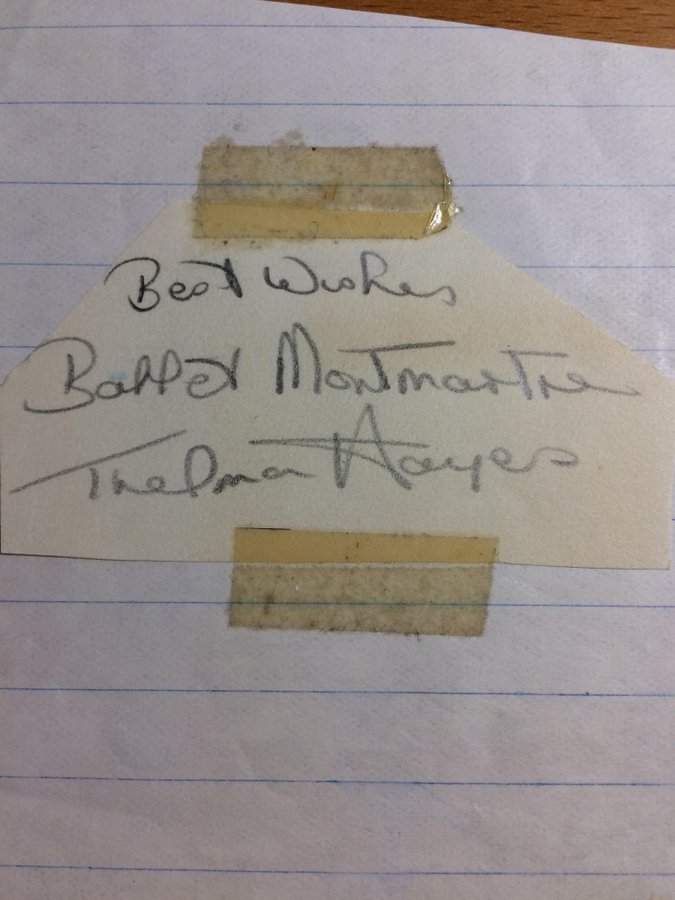 Best Wishes
Ballet Montmartre
Thelma Hayes